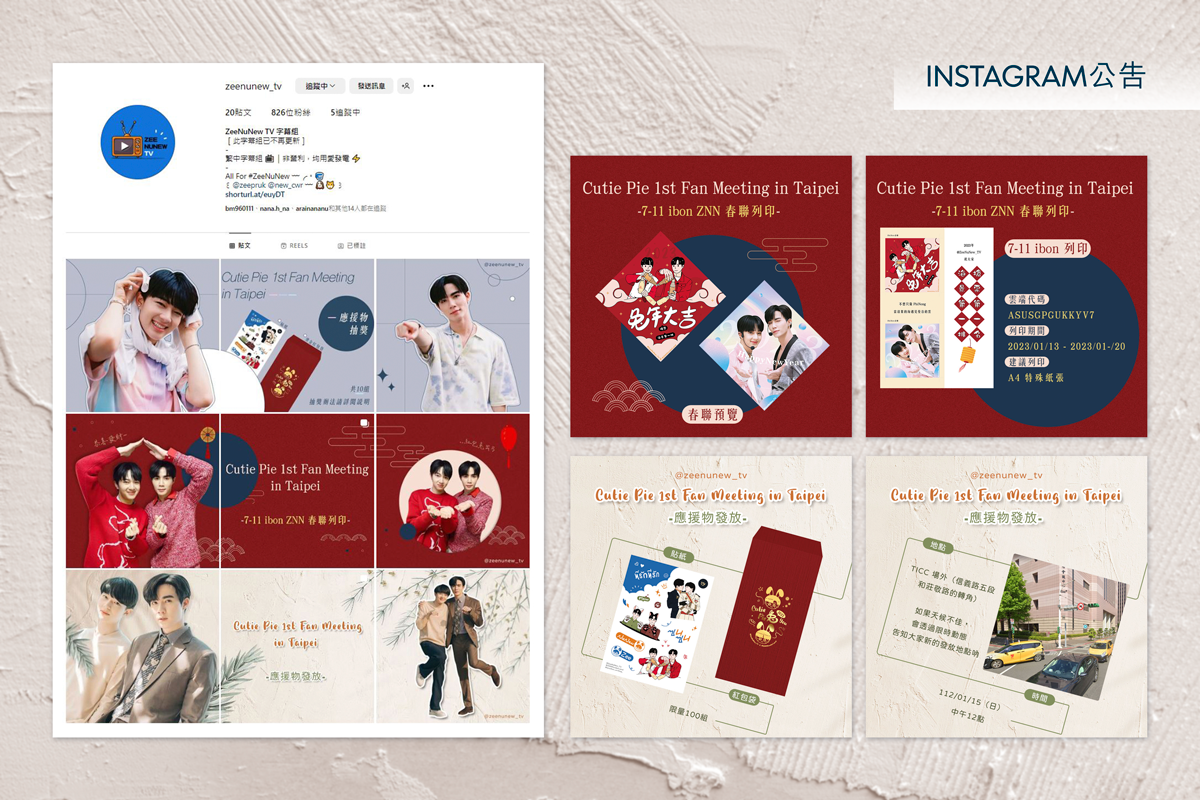 INSTAGRAM公告
zeenunew_tv
追蹤中
發送訊息
20貼文 826位粉絲 5追蹤中
ZeeNuNew TV 字幕組
[ 此字幕組已不再更新 ]
-
繁中字幕組 📺 | 非營利，均用愛發電 ⚡
-
All For #ZeeNuNew
@zeepruk @new_cwr
shorturl.at/euyDT
bm960111、nana.h_na、arainananu和其他14人都在追蹤
ZEE
NUNEW
TV
貼文
REELS
已標註
Cutie Pie 1st Fan Meeting
in Taipei
應援物
抽獎
共10個
抽獎辦法請詳閱說明
@zeenunew_tv
恭喜發財
Cutie Pie 1st Fan Meeting
in Taipei
-7-11 ibon ZNN 春聯列印-
@zeenunew_tv
Cutie Pie 1st Fan Meeting
in Taipei
-應援物發放-
@zeenunew_tv
Cutie Pie 1st Fan Meeting in Taipei
-7-11 ibon ZNN 春聯列印-
兔年大吉
春聯預覽
Cutie Pie 1st Fan Meeting in Taipei
-7-11 ibon ZNN 春聯列印-
兔年大吉
7-11 ibon 列印
雲端代碼
ASUSGPGUKKYV7
列印期間
2023/01/13 - 2023/01-/20
建議列印
A4 特殊紙張
@zeenunew_tv
Cutie Pie 1st Fan Meeting in Taipei
-應援物發放-
貼紙
Cutie
紅包袋
限量100組
@zeenunew_tv
Cutie Pie 1st Fan Meeting in Taipei
-應援物發放-
地點
TICC 場外（信義路五段
和莊敬路的轉角）
如果天候不佳，
會透過限時動態
告知大家新的發放地點吶
時間
112/01/15（日）
中午12點